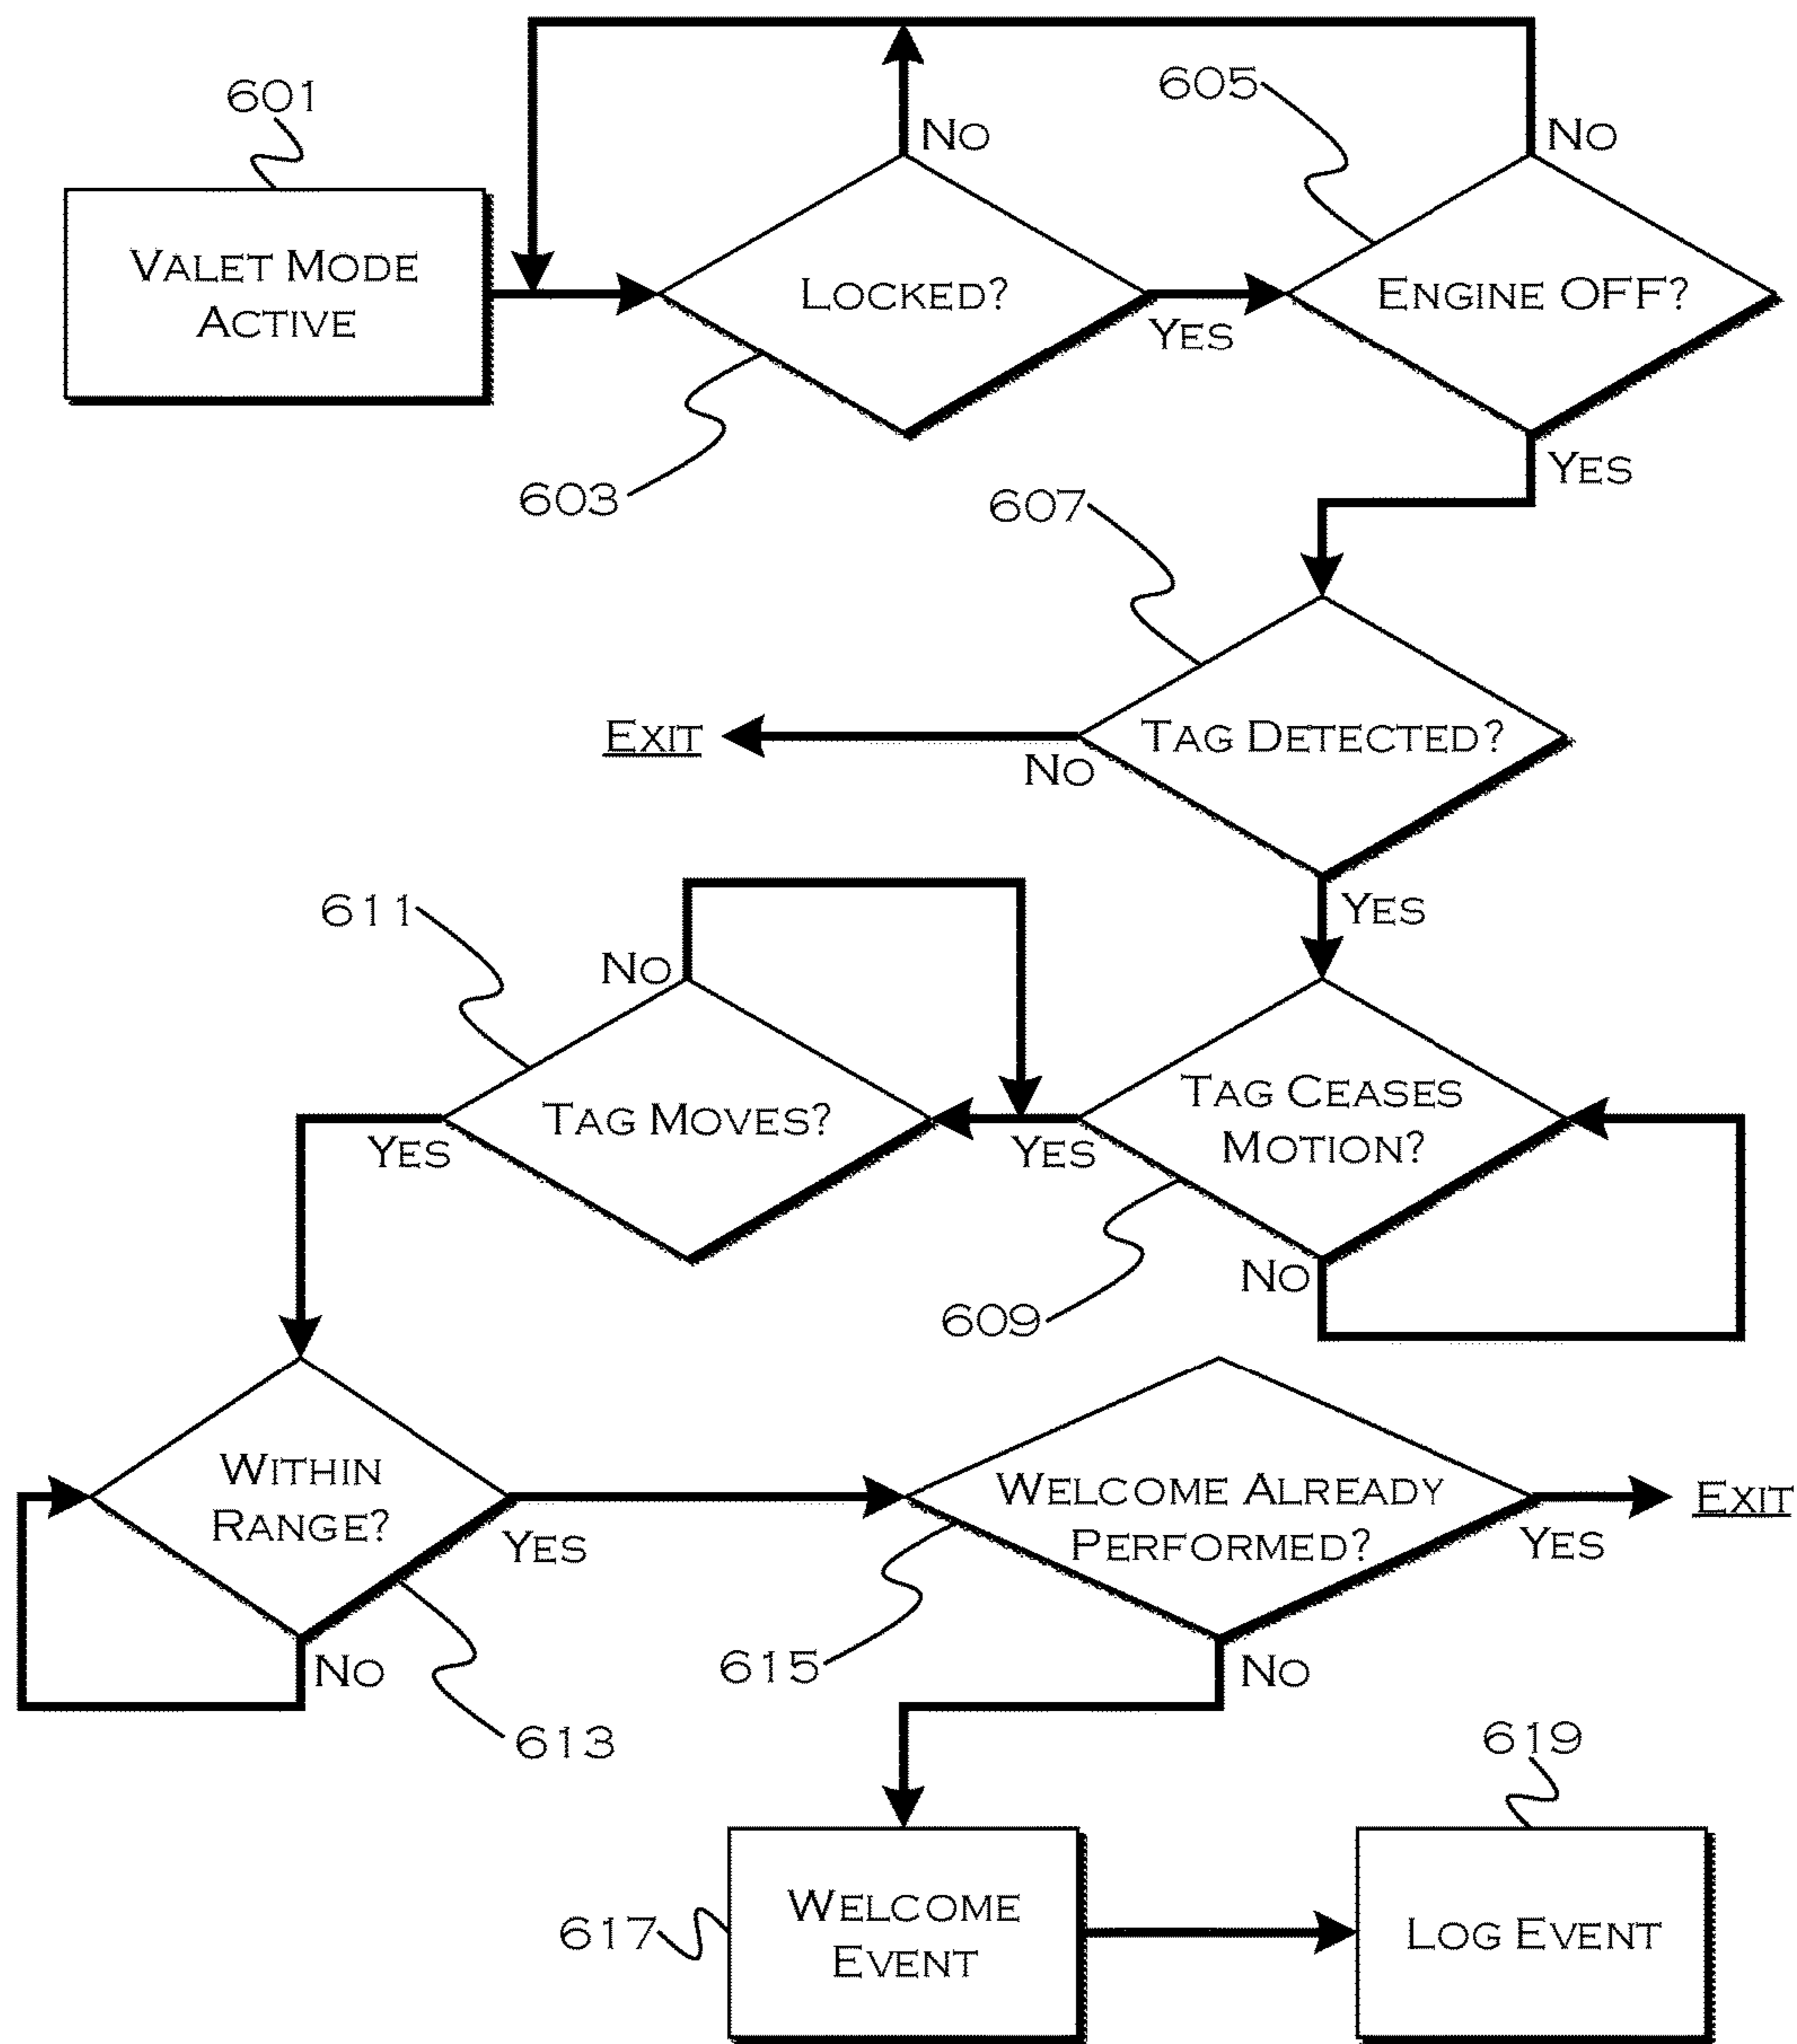 601
605
NO
NO
VALET MODE
ACTIVE
LOCKED?
ENGINE OFF?
YES
YES
603
607
EXIT
TAG DETECTED?
NO
YES
611
NO
TAG MOVES?
TAG CEASES
MOTION?
YES
YES
NO
609
WITHIN
RANGE?
YES
WELCOME ALREADY
PERFORMED?
EXIT
YES
NO
615
NO
613
619
617
WELCOME
EVENT
LOG EVENT